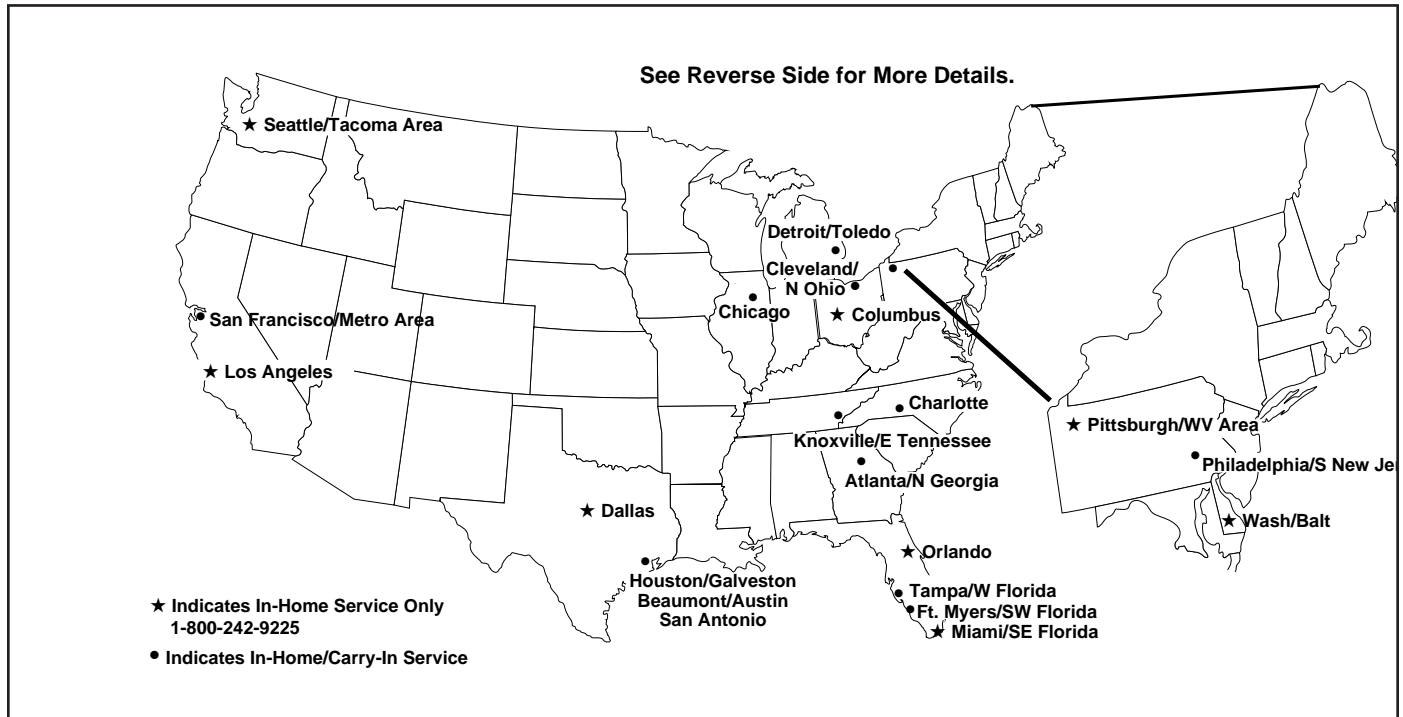 See Reverse Side for More Details.
Seattle/Tacoma Area
Detroit/Toledo
Cleveland/
N Ohio
Chicago
Columbus
San Francisco/Metro Area
Los Angeles
Charlotte
Knoxville/E Tennessee
Atlanta/N Georgia
Pittsburgh/WV Area
Philadelphia/S New Jer
Dallas
Wash/Balt
Orlando
Houston/Galveston
Beaumont/Austin
San Antonio
Tampa/W Florida
Ft. Myers/SW Florida
Miami/SE Florida
★ Indicates In-Home Service Only
1-800-242-9225
• Indicates In-Home/Carry-In Service